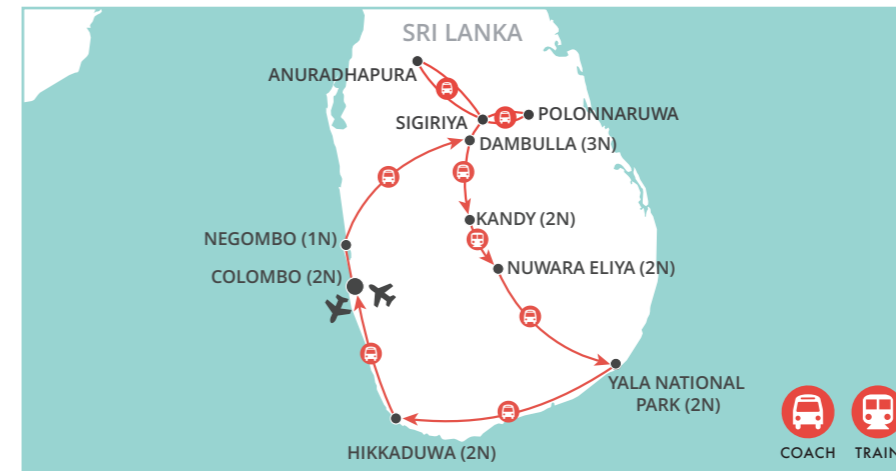 SRI LANKA
ANURADHAPURA
SIGIRIYA
POLONNARUWA
DAMBULLA (3N)
KANDY (2N)
NEGOMBO (1N)
COLOMBO (2N)
NUWARA ELIYA (2N)
YALA NATIONAL
PARK (2N)
HIKKADUWA (2N)
COACH
TRAIN